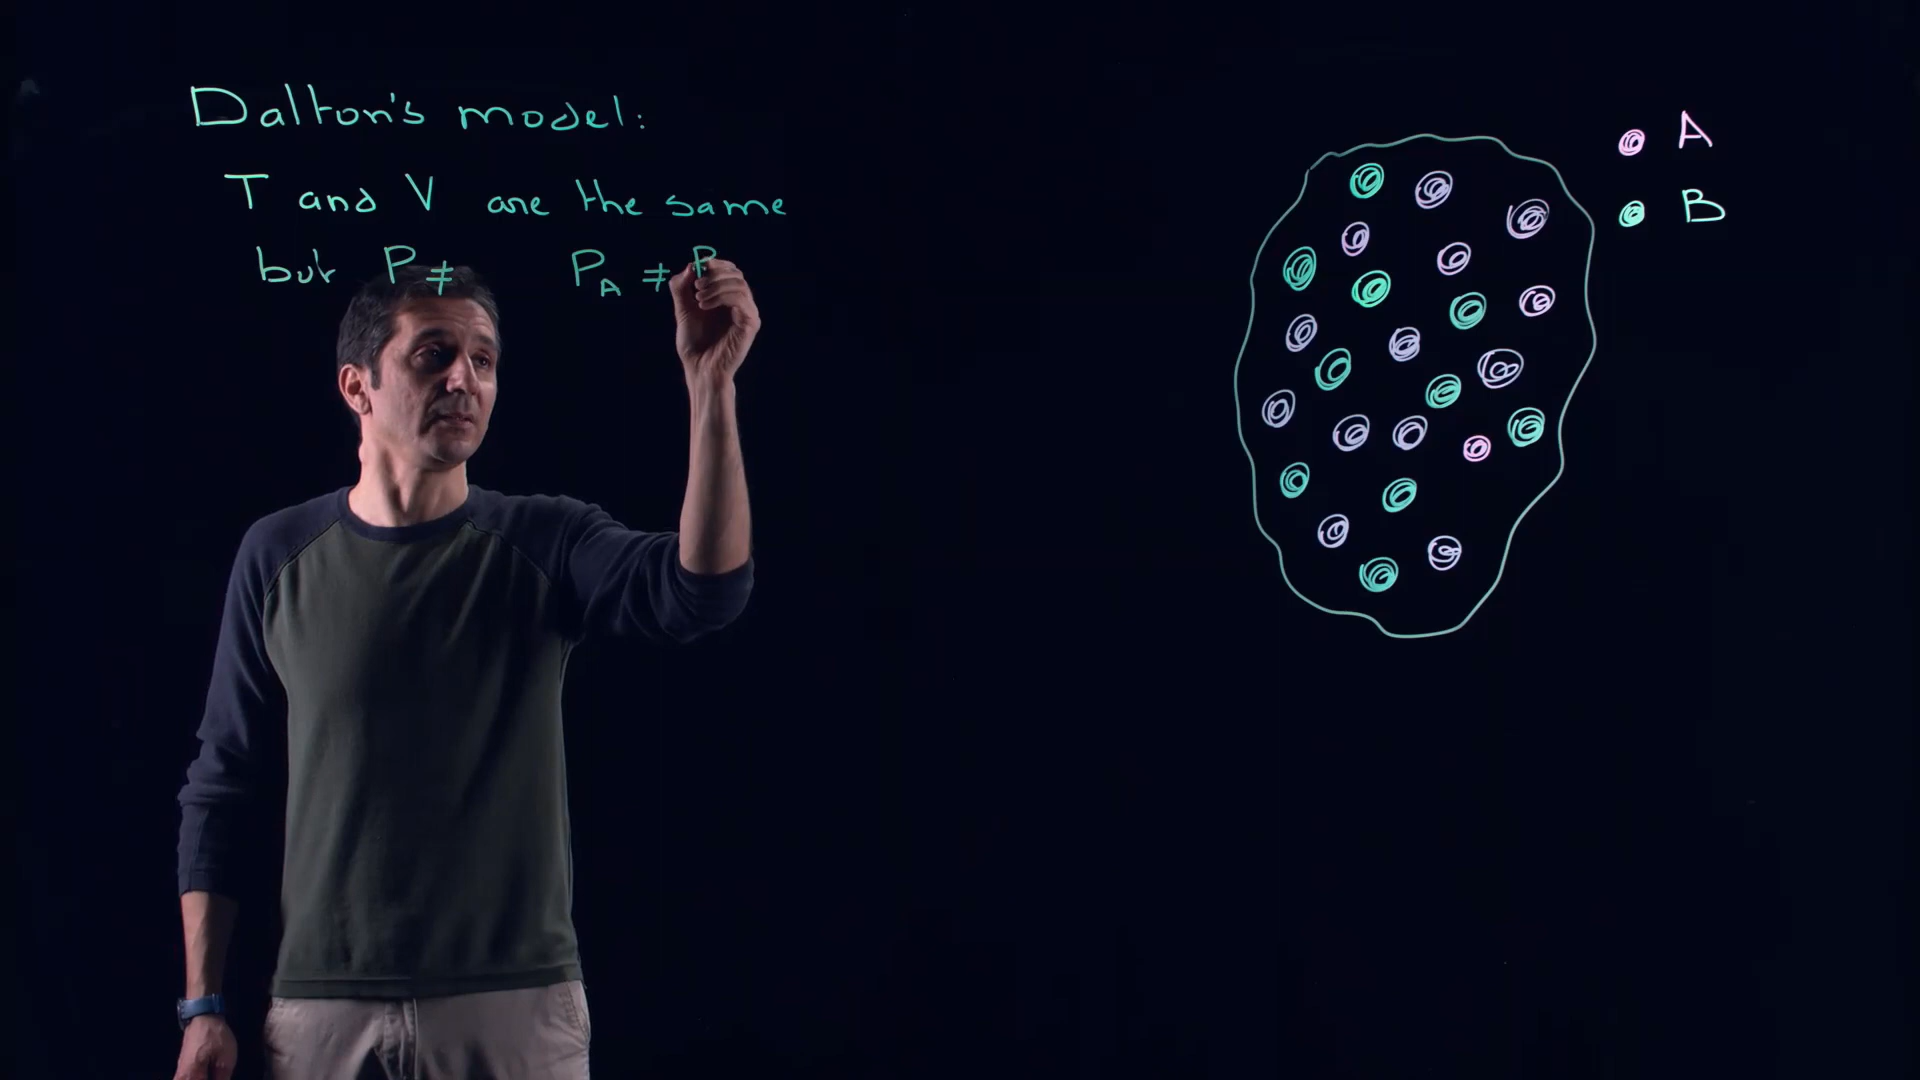 Dalton's model:
T and V are the same
but P ≠ P_A ≠ P
A
B